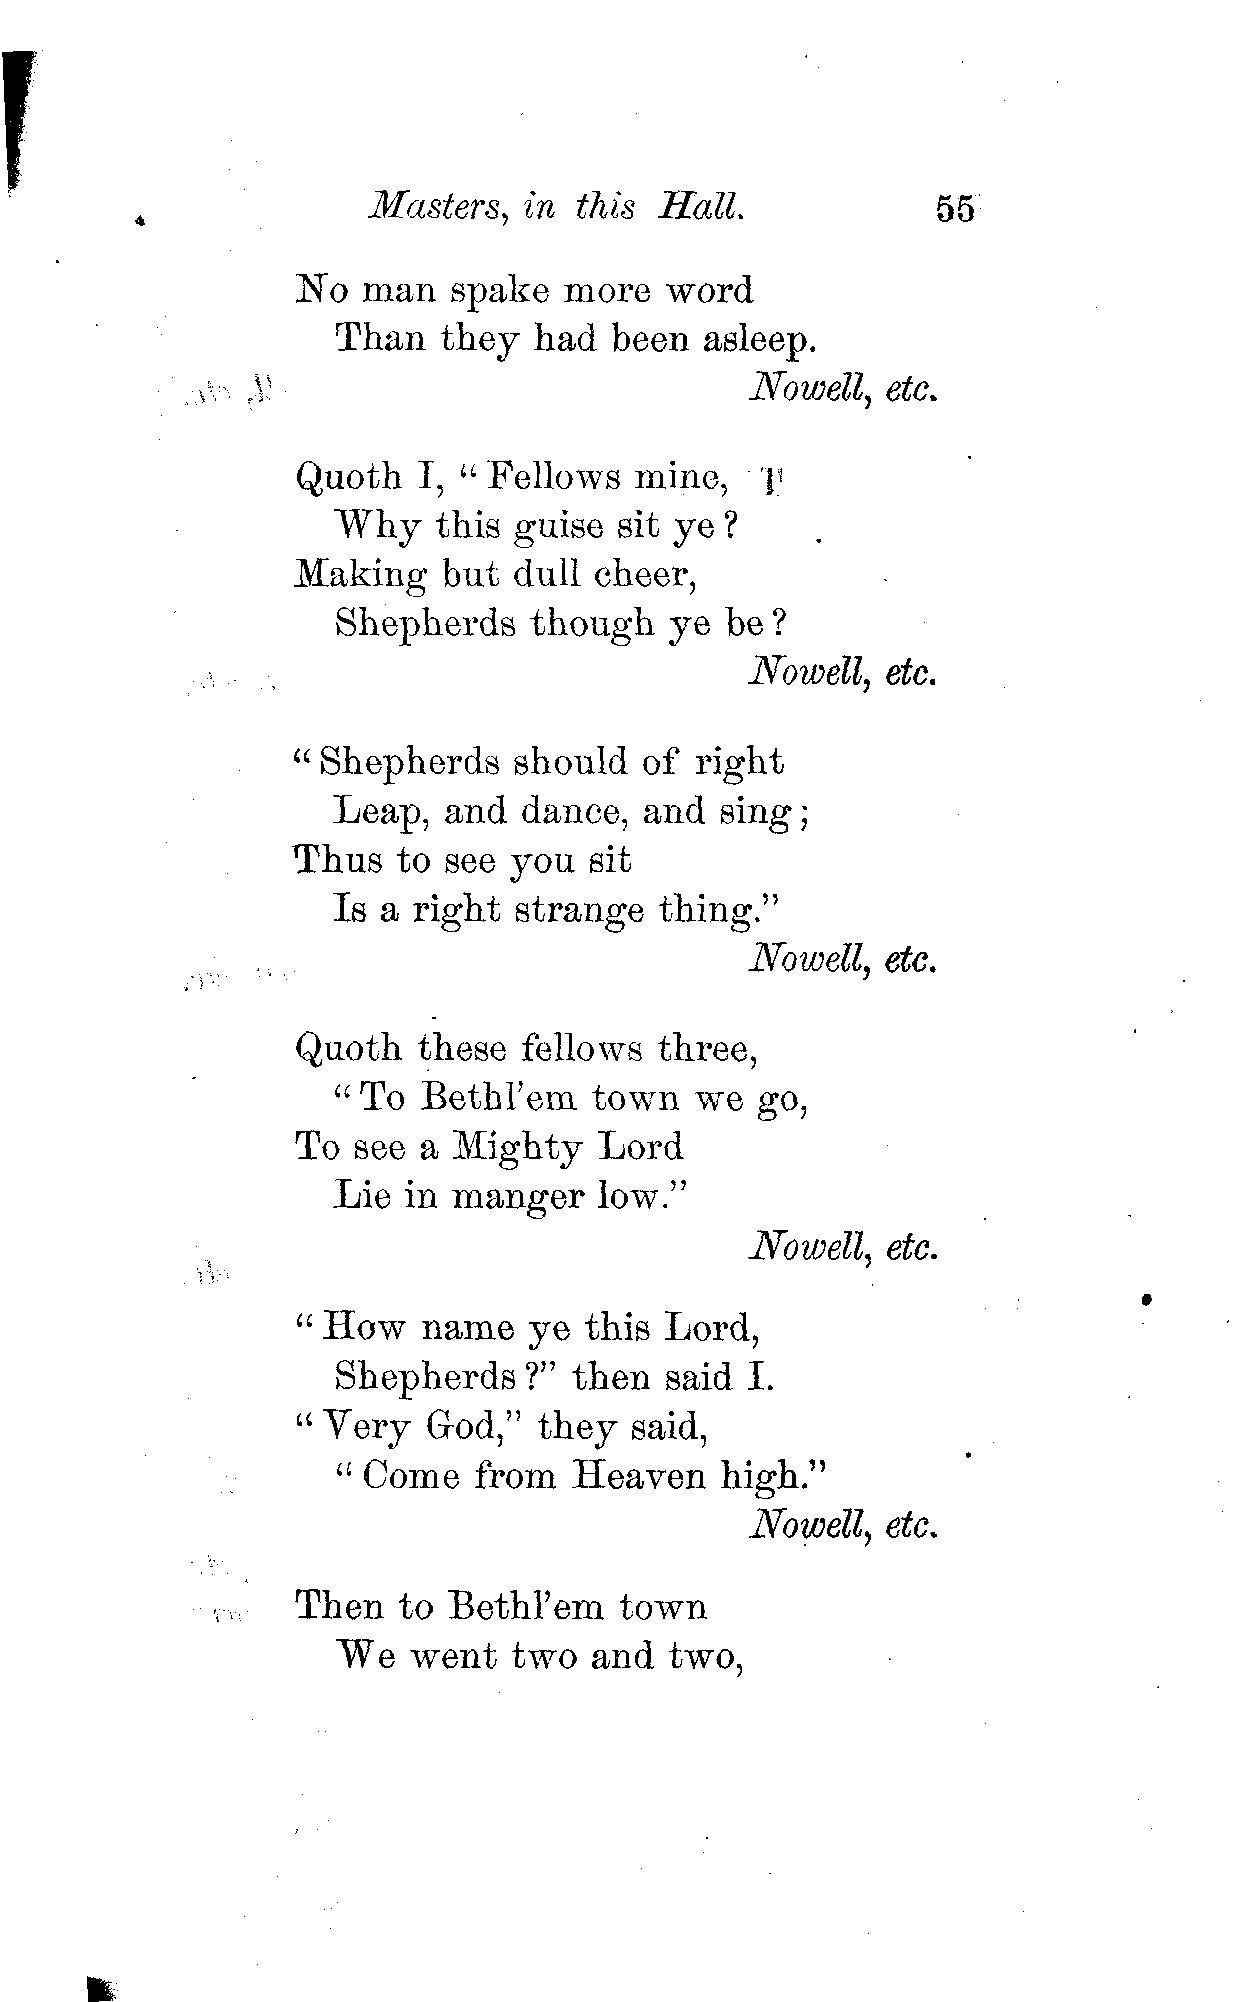 Masters, in this Hall. 55
No man spake more word
Than they had been asleep.
Nowell, etc.
Quoth I, “ Fellows mine,
Why this guise sit ye ?
Making but dull cheer,
Shepherds though ye be ?
Nowell, etc.
“ Shepherds should of right
Leap, and dance, and sing ;
Thus to see you sit
Is a right strange thing.”
Nowell, etc.
Quoth these fellows three,
“ To Bethl’em town we go,
To see a Mighty Lord
Lie in manger low.”
Nowell, etc.
“ How name ye this Lord,
Shepherds ?” then said I.
“ Very God,” they said,
“ Come from Heaven high.”
Nowell, etc.
Then to Bethl’em town
We went two and two,